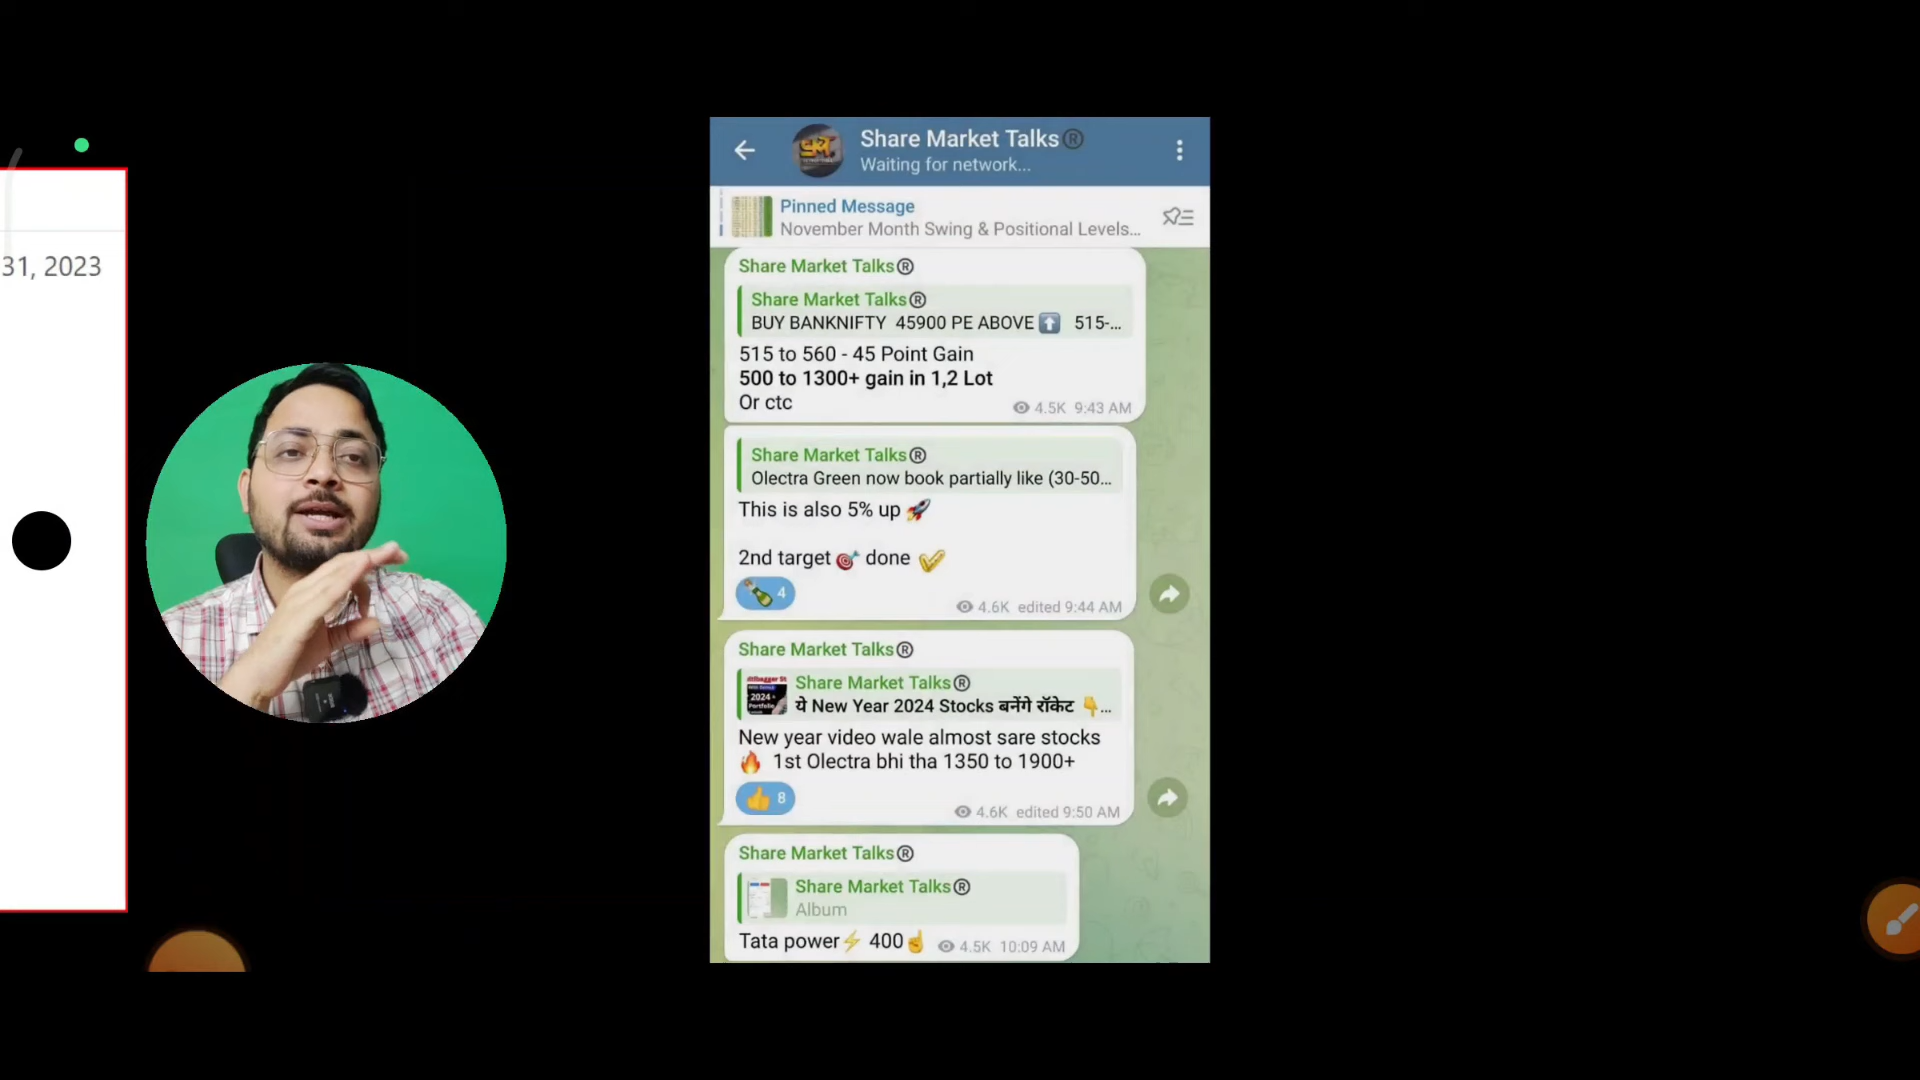 31, 2023
Share Market Talks®
Waiting for network...
Pinned Message
November Month Swing & Positional Levels...
Share Market Talks®
Share Market Talks®
BUY BANKNIFTY 45900 PE ABOVE ⬆️ 515-...
515 to 560 - 45 Point Gain
500 to 1300+ gain in 1,2 Lot
Or ctc
4.5K 9:43 AM
Share Market Talks®
Olectra Green now book partially like (30-50...
This is also 5% up 🚀
2nd target 🎯 done ✔️
🍾 4
4.6K edited 9:44 AM
Share Market Talks®
Share Market Talks®
2024
Portfolio
ये New Year 2024 Stocks बनेंगे रॉकेट 👇...
New year video wale almost sare stocks
🔥 1st Olectra bhi tha 1350 to 1900+
👍 8
4.6K edited 9:50 AM
Share Market Talks®
Share Market Talks®
Album
Tata power⚡ 400☝️ 4.5K 10:09 AM